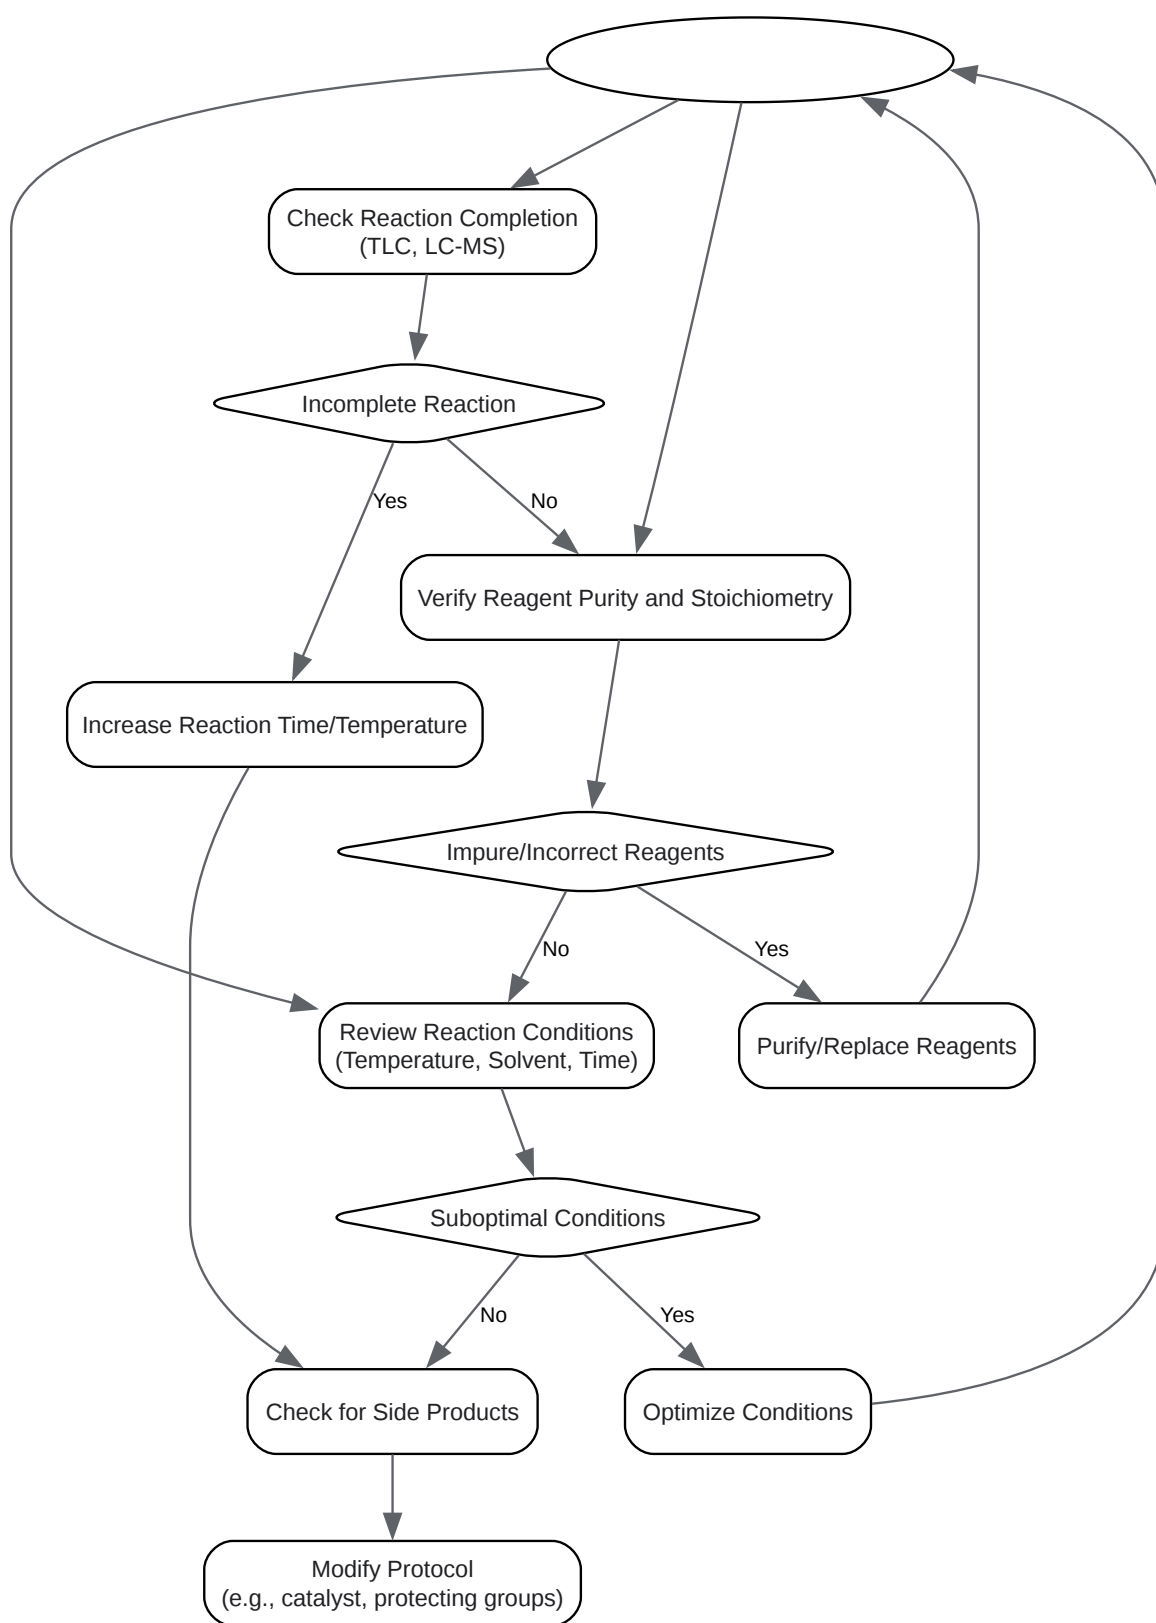 Check Reaction Completion
(TLC, LC-MS)
Incomplete Reaction
Yes
No
Verify Reagent Purity and Stoichiometry
Increase Reaction Time/Temperature
Impure/Incorrect Reagents
No
Yes
Review Reaction Conditions
(Temperature, Solvent, Time)
Purify/Replace Reagents
Suboptimal Conditions
No
Yes
Check for Side Products
Optimize Conditions
Modify Protocol
(e.g., catalyst, protecting groups)